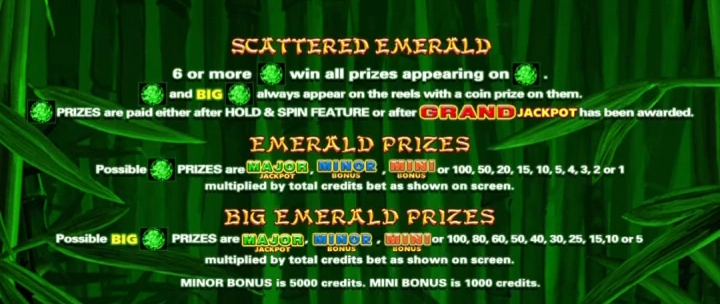 SCATTERED EMERALD
6 or more win all prizes appearing on .
and BIG always appear on the reels with a coin prize on them.
PRIZES are paid either after HOLD & SPIN FEATURE or after GRAND JACKPOT has been awarded.
EMERALD PRIZES
Possible PRIZES are MAJOR JACKPOT , MINOR BONUS , MINI BONUS or 100, 50, 20, 15, 10, 5, 4, 3, 2 or 1
multiplied by total credits bet as shown on screen.
BIG EMERALD PRIZES
Possible BIG PRIZES are MAJOR JACKPOT , MINOR BONUS , MINI BONUS or 100, 80, 60, 50, 40, 30, 25, 15,10 or 5
multiplied by total credits bet as shown on screen.
MINOR BONUS is 5000 credits. MINI BONUS is 1000 credits.